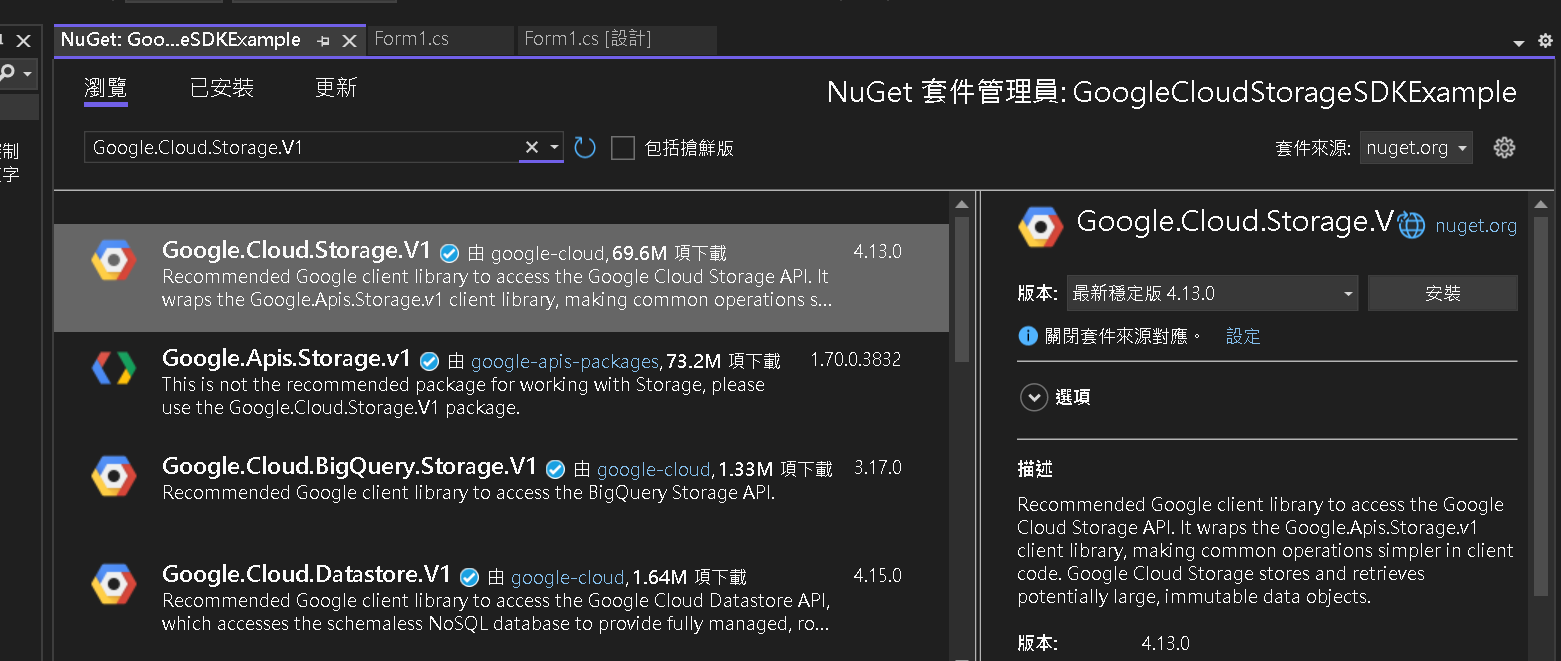 NuGet: Goo...eSDKExample
Form1.cs
Form1.cs [設計]
瀏覽
已安裝
更新
NuGet 套件管理員: GoogleCloudStorageSDKExample
Google.Cloud.Storage.V1
包括搶鮮版
套件來源: nuget.org
制
字
Google.Cloud.Storage.V1 由 google-cloud, 69.6M 項下載 4.13.0
Recommended Google client library to access the Google Cloud Storage API. It
wraps the Google.Apis.Storage.v1 client library, making common operations s...
Google.Apis.Storage.v1 由 google-apis-packages, 73.2M 項下載 1.70.0.3832
This is not the recommended package for working with Storage, please
use the Google.Cloud.Storage.V1 package.
Google.Cloud.BigQuery.Storage.V1 由 google-cloud, 1.33M 項下載 3.17.0
Recommended Google client library to access the BigQuery Storage API.
Google.Cloud.Datastore.V1 由 google-cloud, 1.64M 項下載 4.15.0
Recommended Google client library to access the Google Cloud Datastore API,
which accesses the schemaless NoSQL database to provide fully managed, ro...
Google.Cloud.Storage.V nuget.org
版本: 最新穩定版 4.13.0 安裝
關閉套件來源對應。 設定
選項
描述
Recommended Google client library to access the Google
Cloud Storage API. It wraps the Google.Apis.Storage.v1
client library, making common operations simpler in client
code. Google Cloud Storage stores and retrieves
potentially large, immutable data objects.
版本: 4.13.0